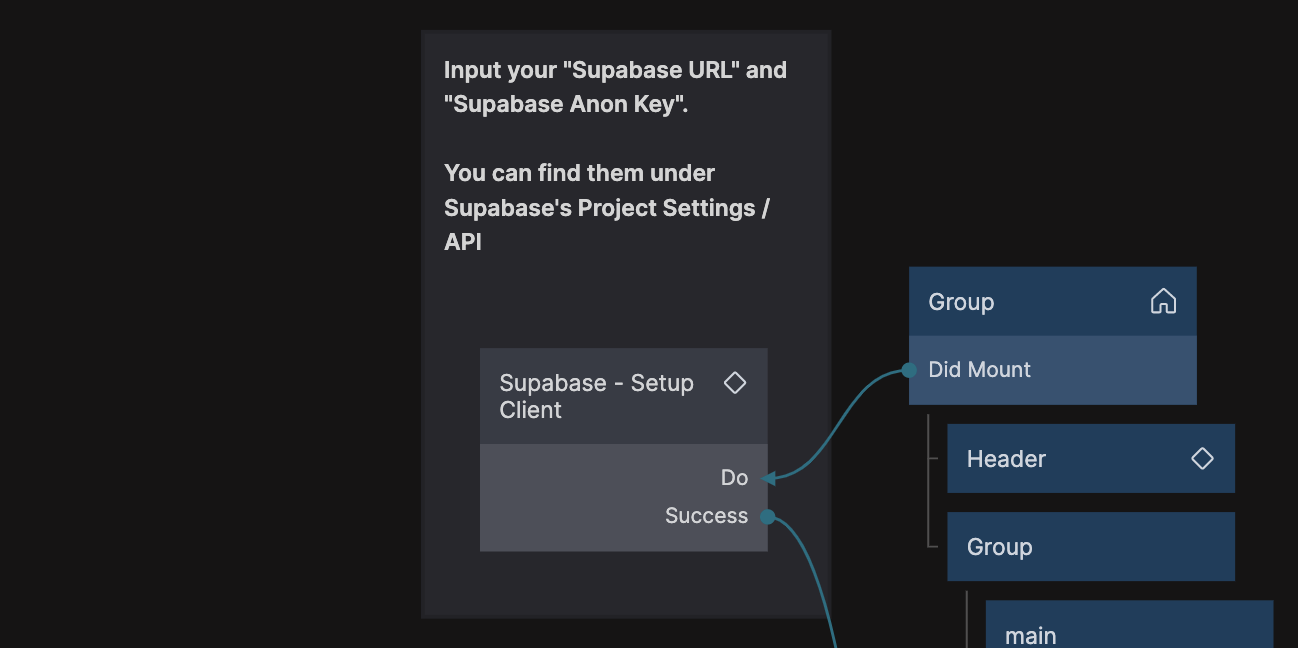 Input your "Supabase URL" and
"Supabase Anon Key".
You can find them under
Supabase's Project Settings /
API
Supabase - Setup
Client
Do
Success
Group
Did Mount
Header
Group
main